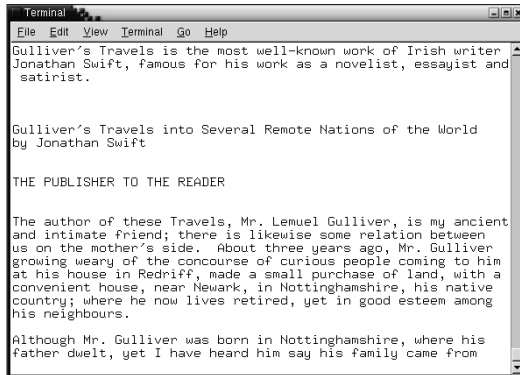 Terminal
File Edit View Terminal Go Help
Gulliver's Travels is the most well-known work of Irish writer
Jonathan Swift, famous for his work as a novelist, essayist and
satirist.
Gulliver's Travels into Several Remote Nations of the World
by Jonathan Swift
THE PUBLISHER TO THE READER
The author of these Travels, Mr. Lemuel Gulliver, is my ancient
and intimate friend; there is likewise some relation between
us on the mother's side.  About three years ago, Mr. Gulliver
growing weary of the concourse of curious people coming to him
at his house in Redriff, made a small purchase of land, with a
convenient house, near Newark, in Nottinghamshire, his native
country; where he now lives retired, yet in good esteem among
his neighbours.
Although Mr. Gulliver was born in Nottinghamshire, where his
father dwelt, yet I have heard him say his family came from